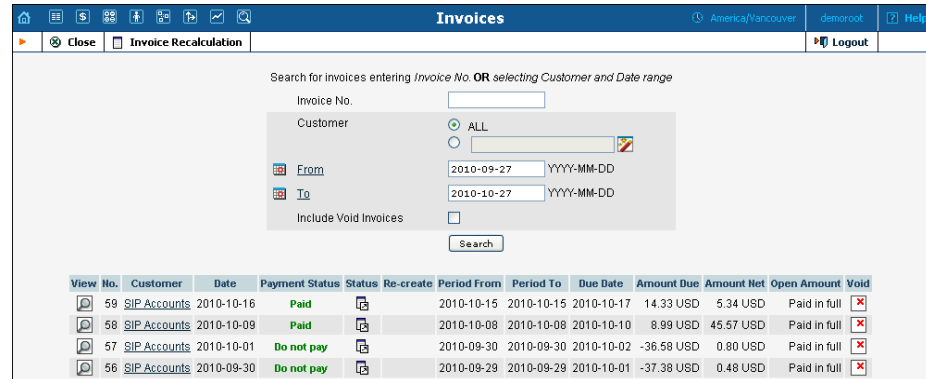 Invoices America/Vancouver demoroot Help
Close Invoice Recalculation Logout
Search for invoices entering Invoice No. OR selecting Customer and Date range
Invoice No.
Customer ALL
From 2010-09-27 YYYY-MM-DD
To 2010-10-27 YYYY-MM-DD
Include Void Invoices
Search
View No. Customer Date Payment Status Status Re-create Period From Period To Due Date Amount Due Amount Net Open Amount Void
59 SIP Accounts 2010-10-16 Paid 2010-10-15 2010-10-15 2010-10-17 14.33 USD 5.34 USD Paid in full
58 SIP Accounts 2010-10-09 Paid 2010-10-08 2010-10-08 2010-10-10 8.99 USD 45.57 USD Paid in full
57 SIP Accounts 2010-10-01 Do not pay 2010-09-30 2010-09-30 2010-10-02 -36.58 USD 0.80 USD Paid in full
56 SIP Accounts 2010-09-30 Do not pay 2010-09-29 2010-09-29 2010-10-01 -37.38 USD 0.48 USD Paid in full